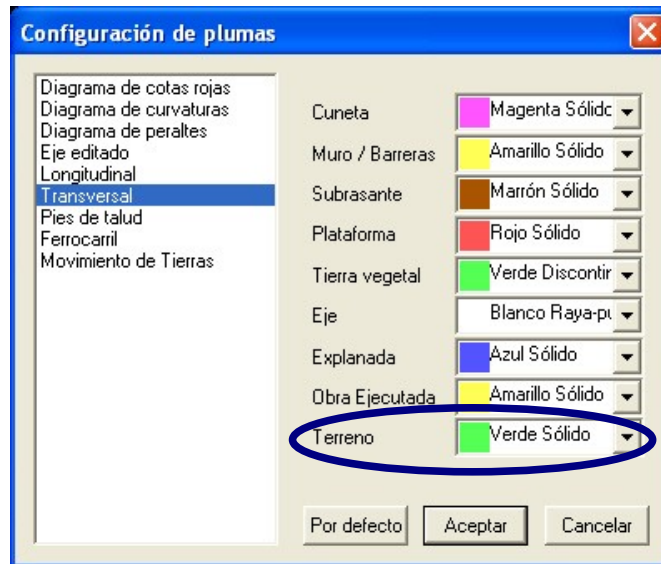 Configuración de plumas
Diagrama de cotas rojas
Diagrama de curvaturas
Diagrama de peraltes
Eje editado
Longitudinal
Transversal
Pies de talud
Ferrocarril
Movimiento de Tierras
Cuneta Magenta Sólidc
Muro / Barreras Amarillo Sólido
Subrasante Marrón Sólido
Plataforma Rojo Sólido
Tierra vegetal Verde Discontir
Eje Blanco Raya-pu
Explanada Azul Sólido
Obra Ejecutada Amarillo Sólido
Terreno Verde Sólido
Por defecto Aceptar Cancelar